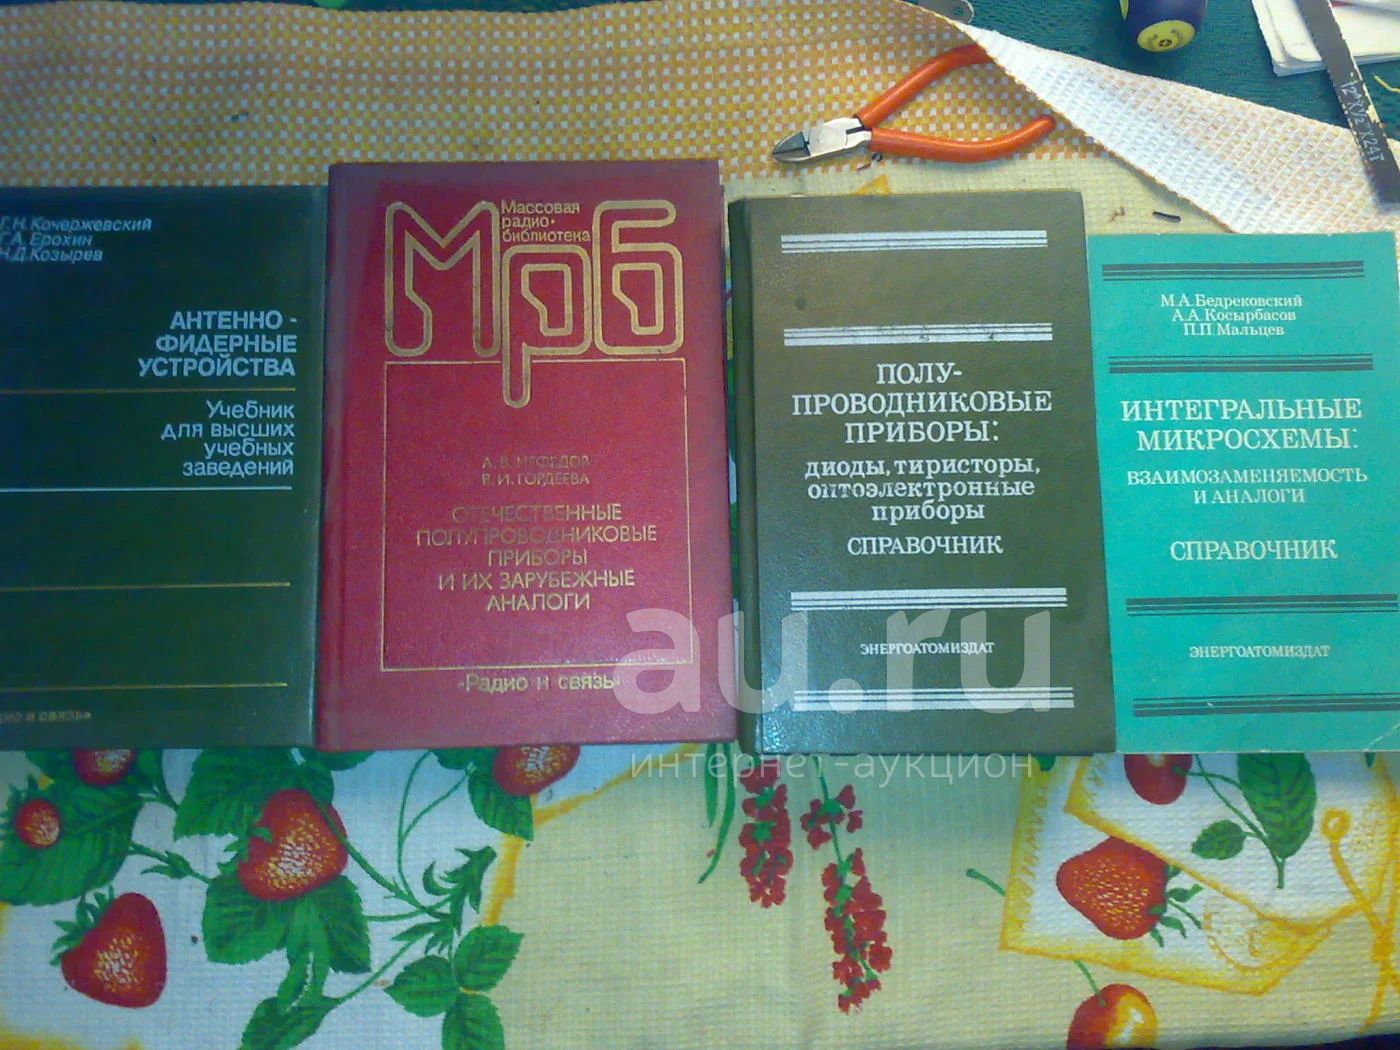 Г.Н. Кочержевский
Г.А. Ерохин
Н.Д. Козырев
АНТЕННО -
ФИДЕРНЫЕ
УСТРОЙСТВА
Учебник
для высших
учебных
заведений
и связь»
МРБ
Массовая
радио-
библиотека
А. В. НЕФЕДОВ
В. И. ГОРДЕЕВА
ОТЕЧЕСТВЕННЫЕ
ПОЛУПРОВОДНИКОВЫЕ
ПРИБОРЫ
И ИХ ЗАРУБЕЖНЫЕ
АНАЛОГИ
«Радио и связь»
ПОЛУ-
ПРОВОДНИКОВЫЕ
ПРИБОРЫ:
диоды, тиристоры,
оптоэлектронные
приборы
СПРАВОЧНИК
ЭНЕРГОАТОМИЗДАТ
М.А. Бедрековский
А.А. Косырбасов
П.П Мальцев
ИНТЕГРАЛЬНЫЕ
МИКРОСХЕМЫ:
ВЗАИМОЗАМЕНЯЕМОСТЬ
И АНАЛОГИ
СПРАВОЧНИК
ЭНЕРГОАТОМИЗДАТ
au.ru
интернет-аукцион